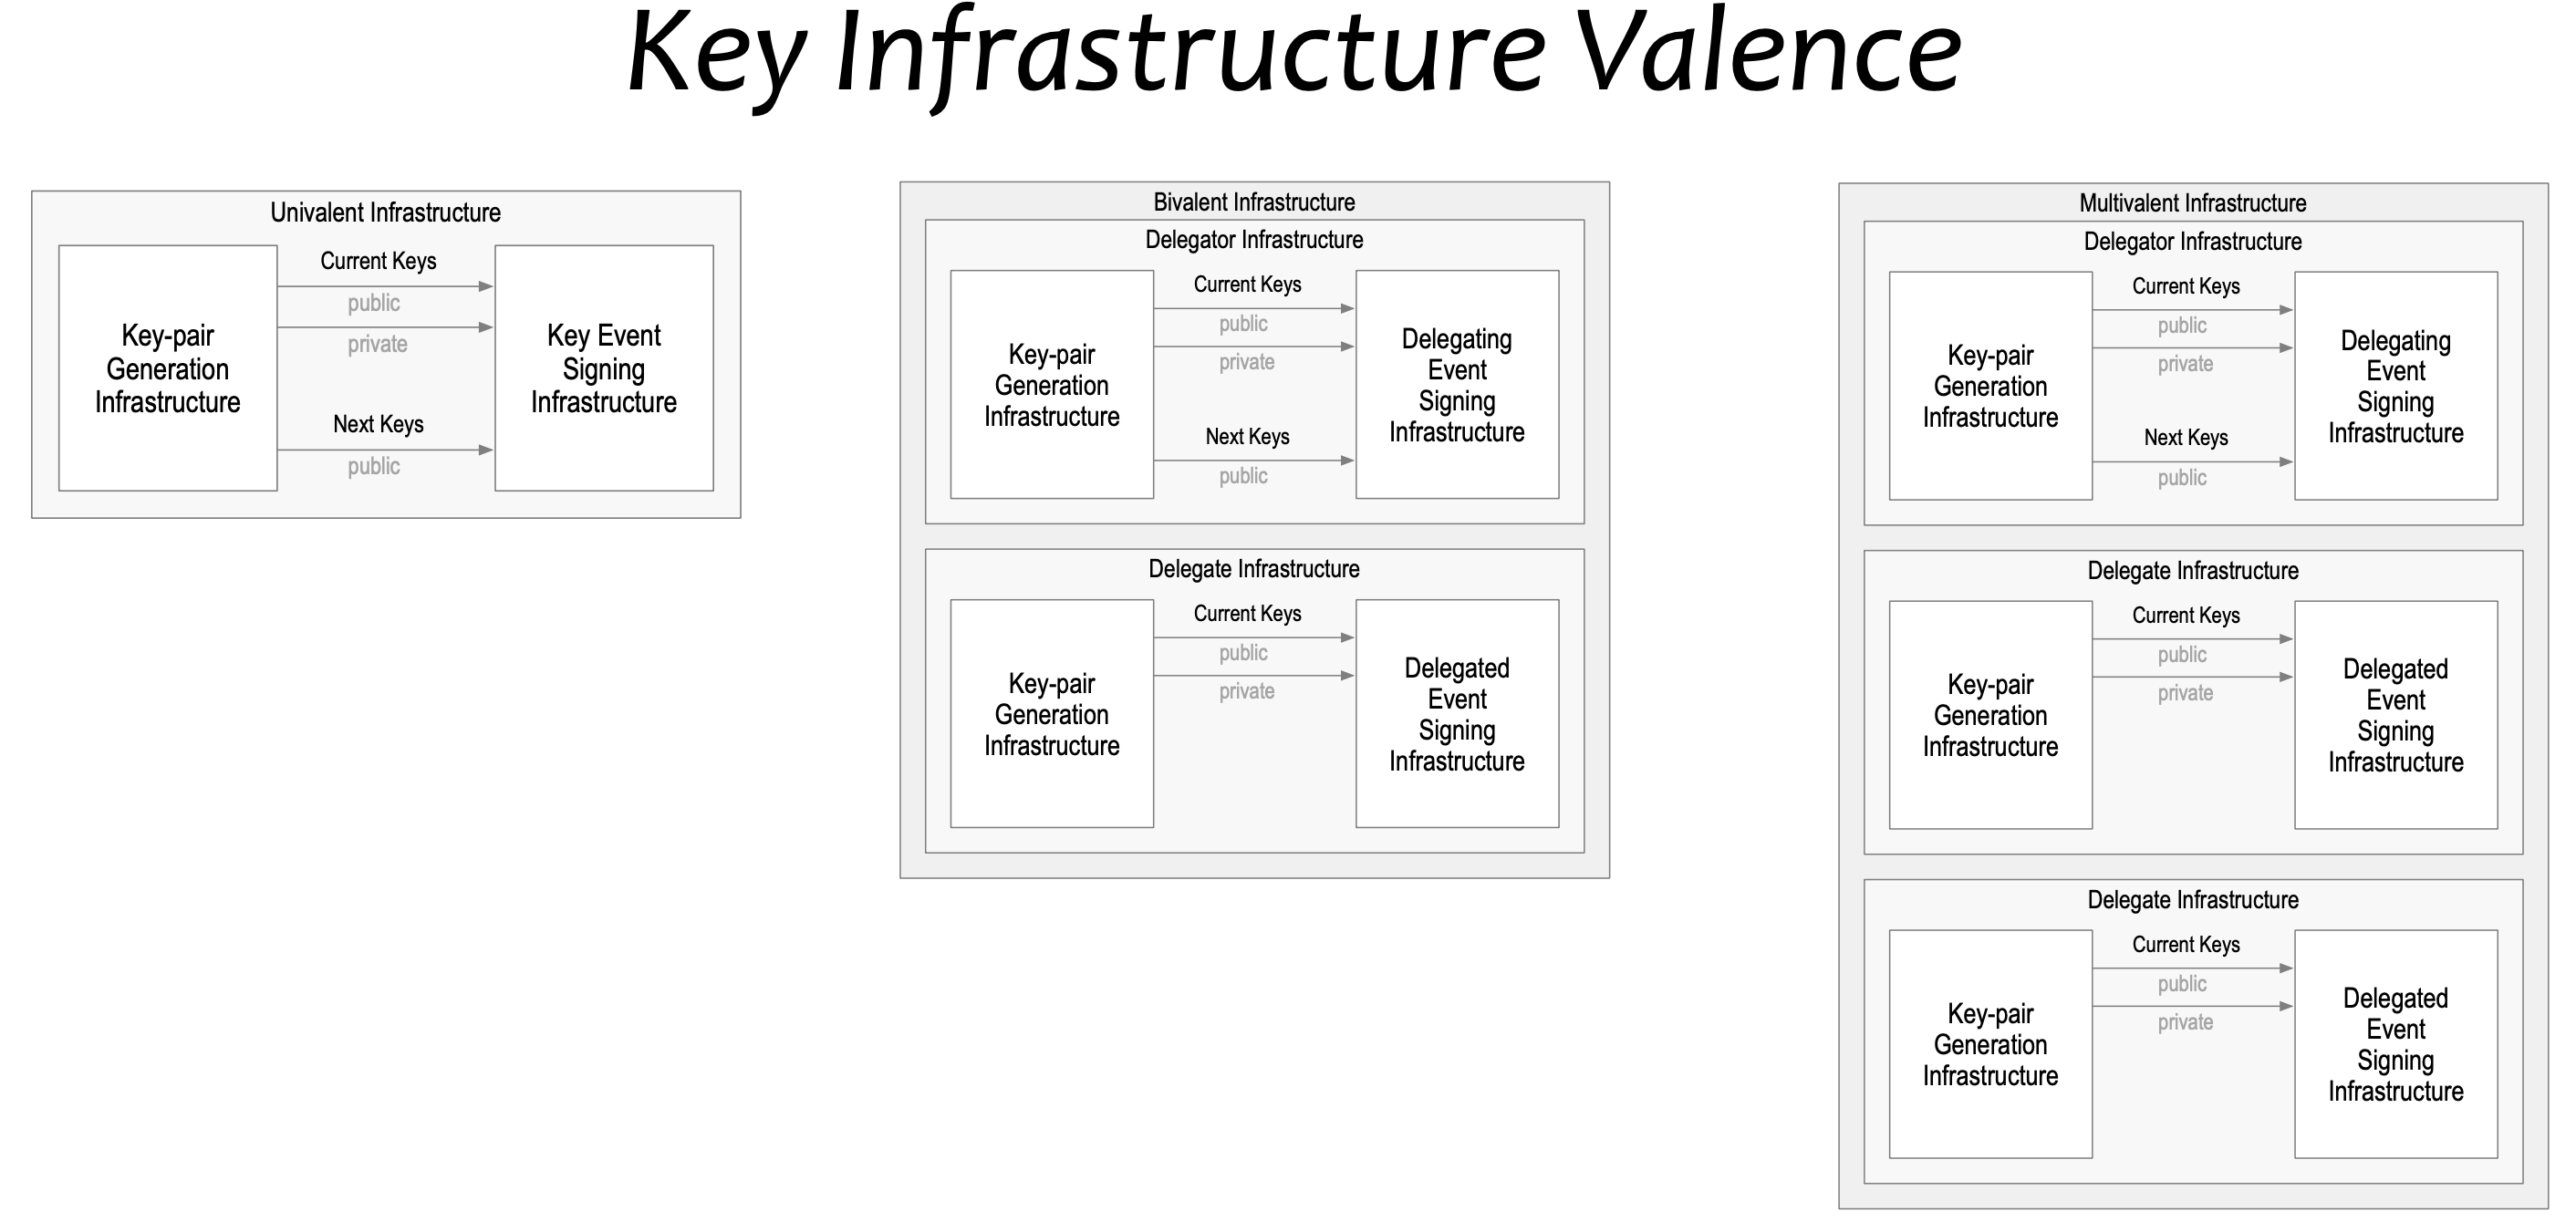 Key Infrastructure Valence
Univalent Infrastructure
Key-pair
Generation
Infrastructure
Current Keys
public
private
Next Keys
public
Key Event
Signing
Infrastructure
Bivalent Infrastructure
Delegator Infrastructure
Key-pair
Generation
Infrastructure
Current Keys
public
private
Next Keys
public
Delegating
Event
Signing
Infrastructure
Delegate Infrastructure
Key-pair
Generation
Infrastructure
Current Keys
public
private
Delegated
Event
Signing
Infrastructure
Multivalent Infrastructure
Delegator Infrastructure
Key-pair
Generation
Infrastructure
Current Keys
public
private
Next Keys
public
Delegating
Event
Signing
Infrastructure
Delegate Infrastructure
Key-pair
Generation
Infrastructure
Current Keys
public
private
Delegated
Event
Signing
Infrastructure
Delegate Infrastructure
Key-pair
Generation
Infrastructure
Current Keys
public
private
Delegated
Event
Signing
Infrastructure